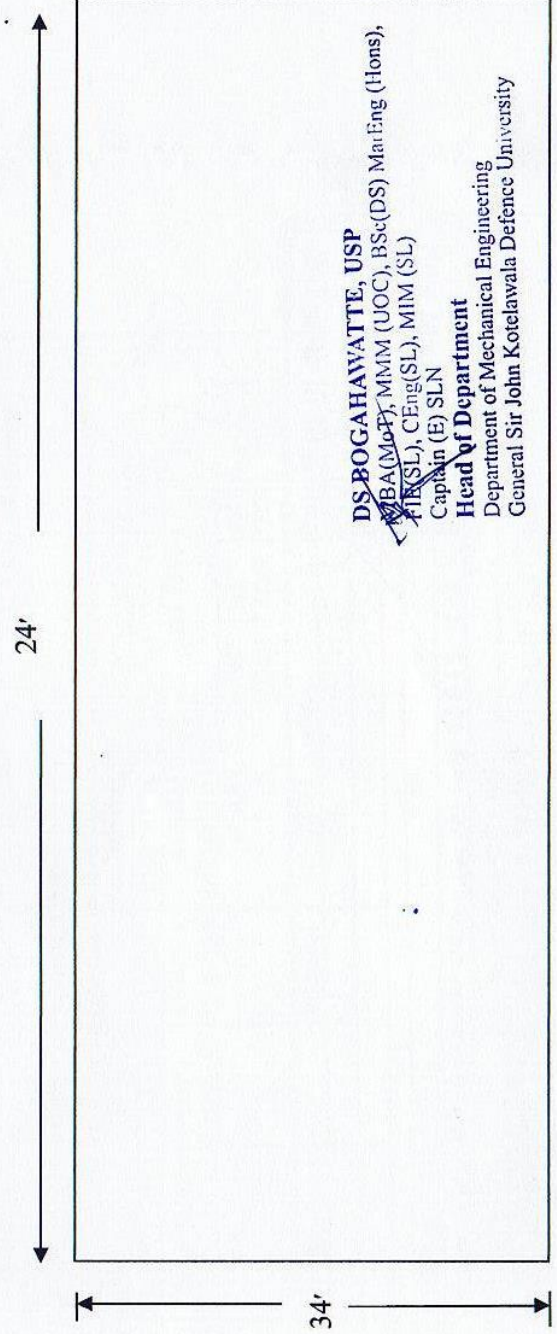 24′
34′
DS BOGAHAWATTE, USP
MBA(MoT), MMM (UOC), BSc(DS) MarEng (Hons),
FIE(SL), CEng(SL), MIM (SL)
Captain (E) SLN
Head of Department
Department of Mechanical Engineering
General Sir John Kotelawala Defence University